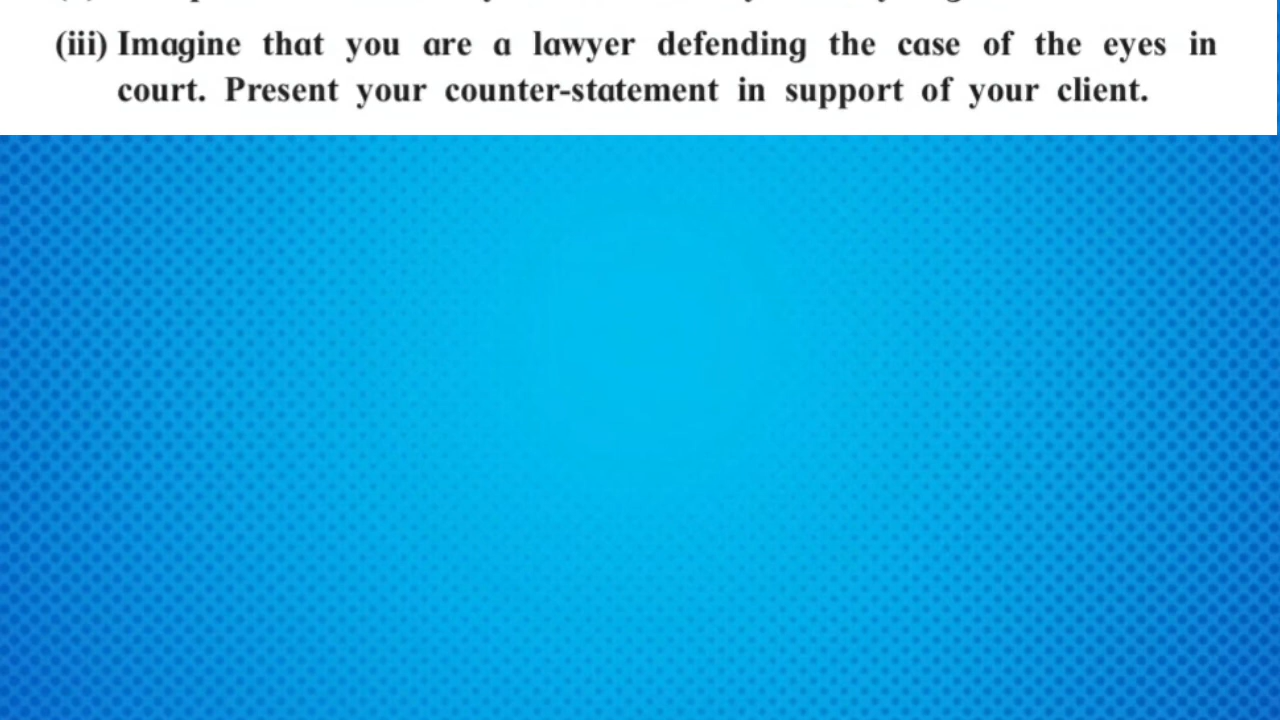 (iii) Imagine that you are a lawyer defending the case of the eyes in
court. Present your counter-statement in support of your client.